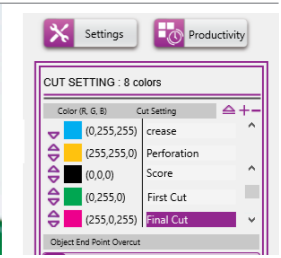 Settings
Productivity
CUT SETTING : 8 colors
Color (R, G, B) Cut Setting
(0,255,255) crease
(255,255,0) Perforation
(0,0,0) Score
(0,255,0) First Cut
(255,0,255) Final Cut
Object End Point Overcut